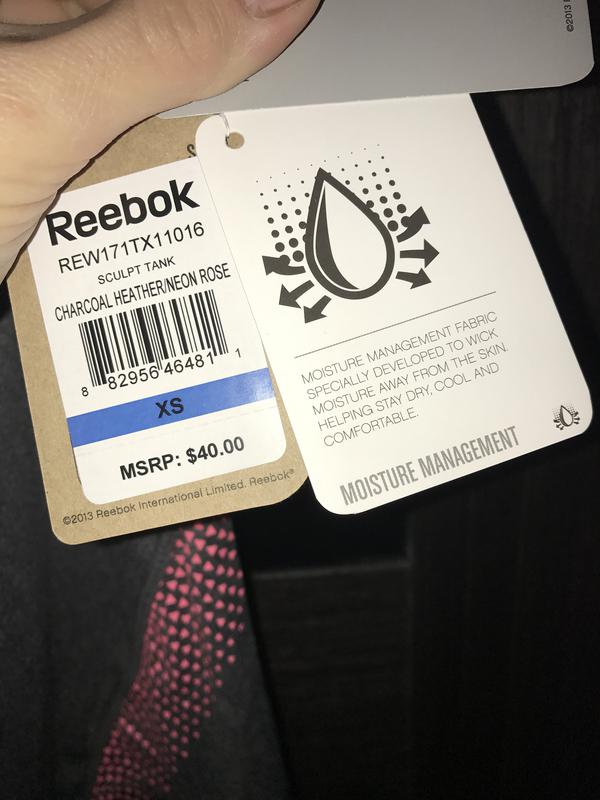 ©2013
Reebok
REW171TX11016
SCULPT TANK
CHARCOAL HEATHER/NEON ROSE
8 82956 46481 1
XS
MSRP: $40.00
©2013 Reebok International Limited. Reebok®
MOISTURE MANAGEMENT FABRIC
SPECIALLY DEVELOPED TO WICK
MOISTURE AWAY FROM THE SKIN.
HELPING STAY DRY, COOL AND
COMFORTABLE.
MOISTURE MANAGEMENT